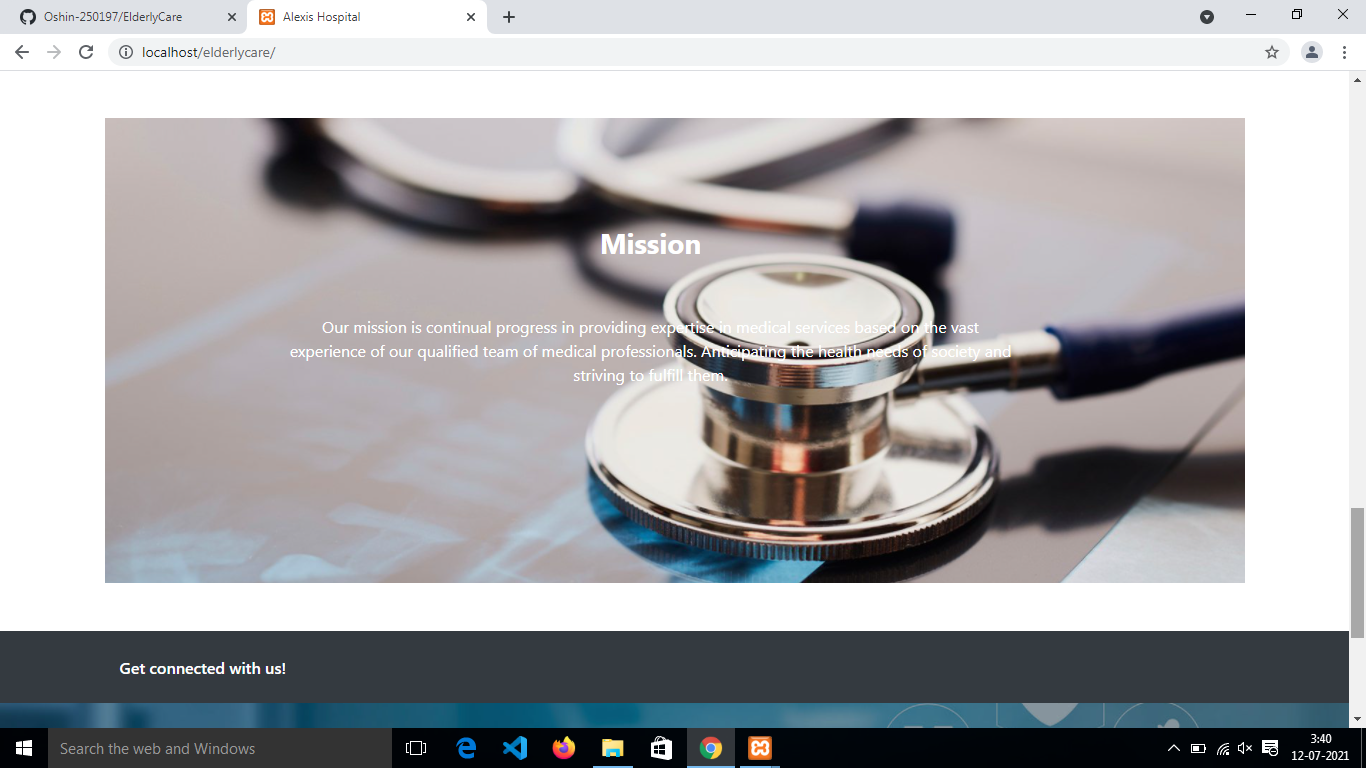 Oshin-250197/ElderlyCare
Alexis Hospital
localhost/elderlycare/
Mission
Our mission is continual progress in providing expertise in medical services based on the vast
experience of our qualified team of medical professionals. Anticipating the health needs of society and
striving to fulfill them.
Get connected with us!
Search the web and Windows
3:40
12-07-2021